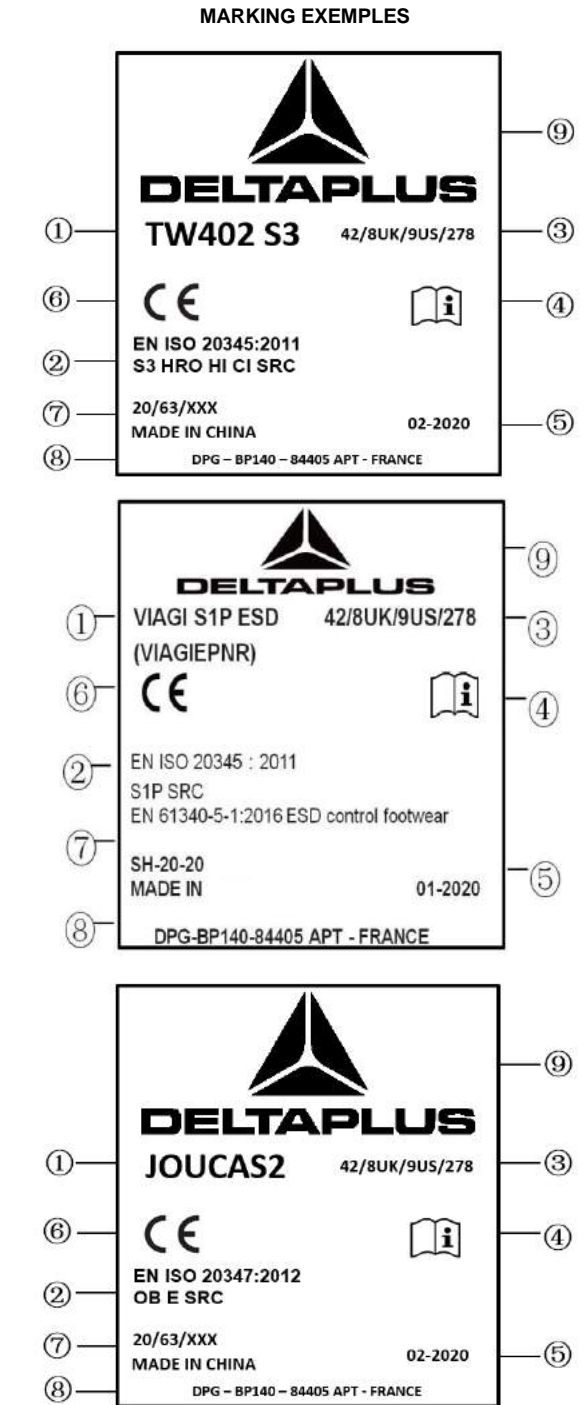 MARKING EXEMPLES
⑨
DELTAPLUS
① TW402 S3 42/8UK/9US/278 ③
⑥ CE i ④
EN ISO 20345:2011
② S3 HRO HI CI SRC
⑦ 20/63/XXX
MADE IN CHINA 02-2020 ⑤
⑧ DPG – BP140 – 84405 APT - FRANCE
⑨
DELTAPLUS
① VIAGI S1P ESD 42/8UK/9US/278 ③
(VIAGIEPNR)
⑥ CE i ④
② EN ISO 20345 : 2011
S1P SRC
EN 61340-5-1:2016 ESD control footwear
⑦
SH-20-20
MADE IN 01-2020 ⑤
⑧ DPG-BP140-84405 APT - FRANCE
⑨
DELTAPLUS
① JOUCAS2 42/8UK/9US/278 ③
⑥ CE i ④
EN ISO 20347:2012
② OB E SRC
⑦ 20/63/XXX
MADE IN CHINA 02-2020 ⑤
⑧ DPG – BP140 – 84405 APT - FRANCE